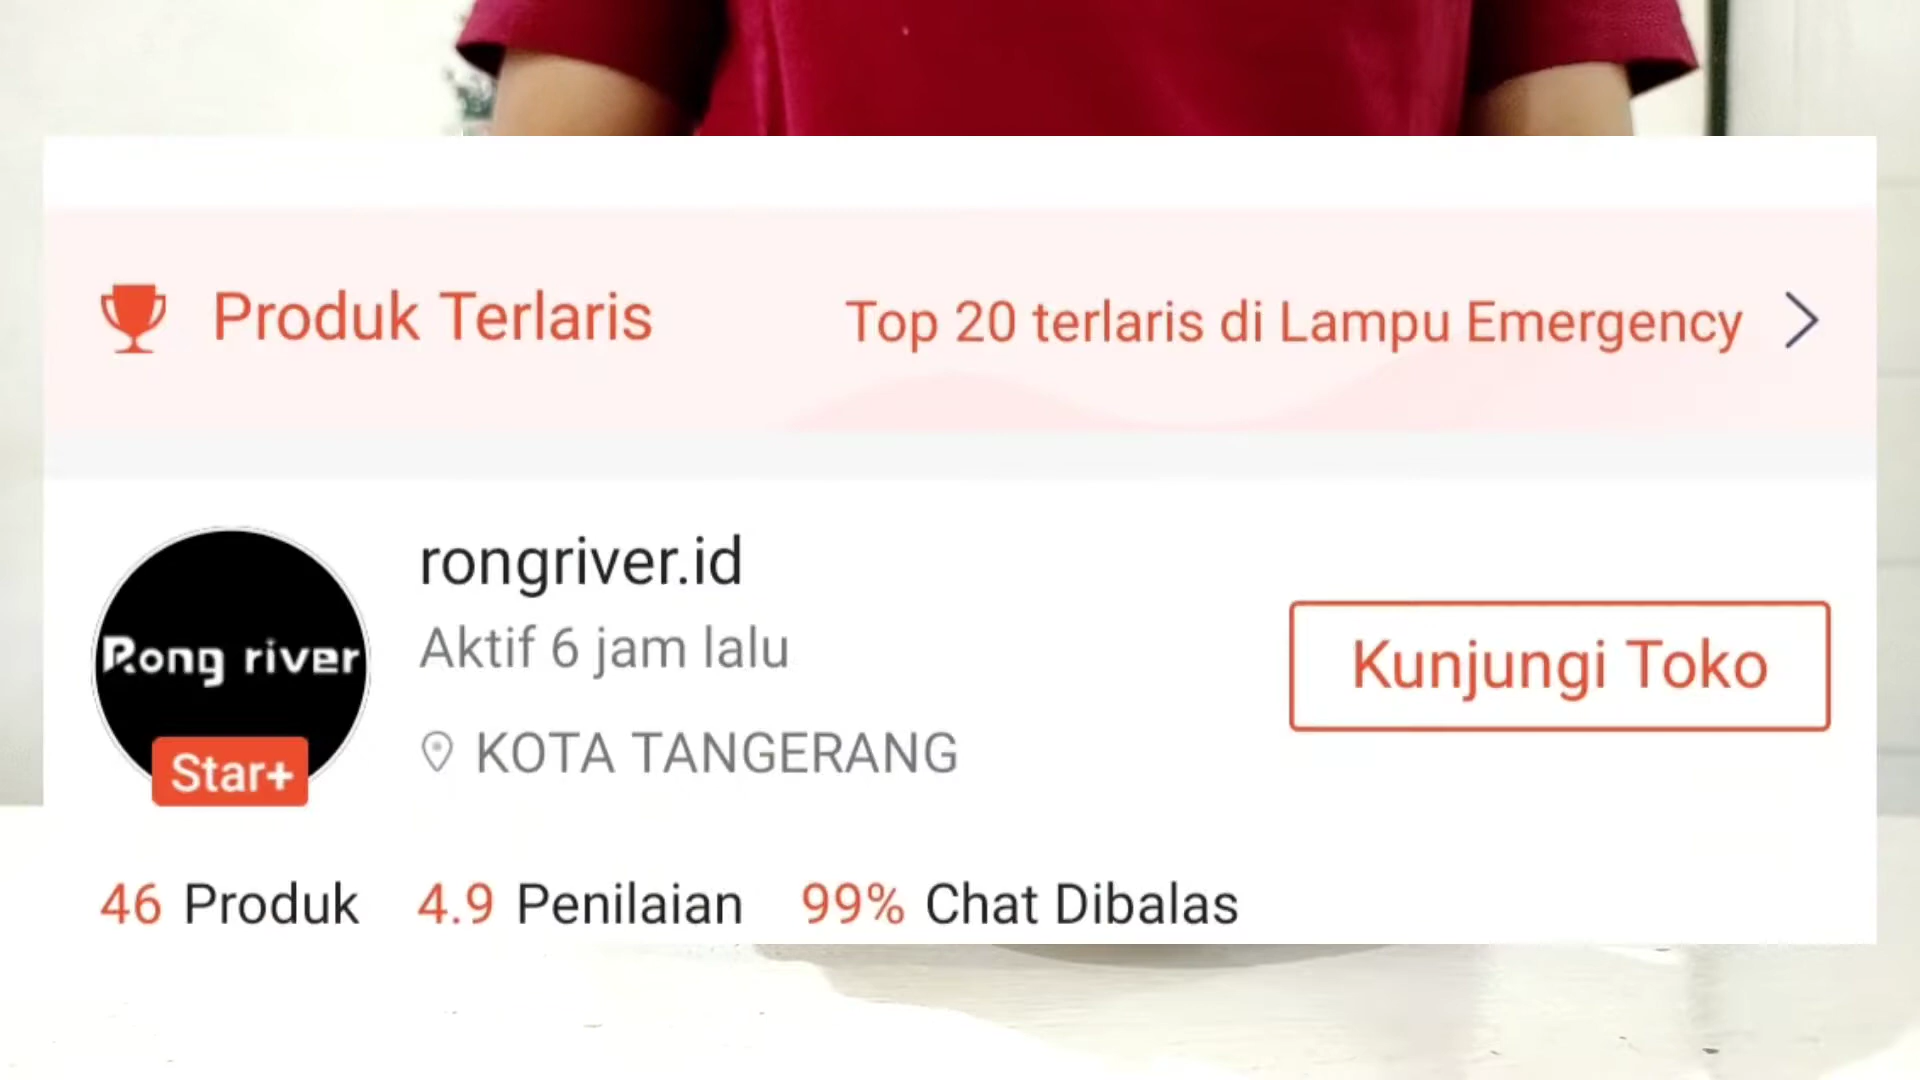 Produk Terlaris
Top 20 terlaris di Lampu Emergency
Rong river
Star+
rongriver.id
Aktif 6 jam lalu
KOTA TANGERANG
Kunjungi Toko
46 Produk 4.9 Penilaian 99% Chat Dibalas